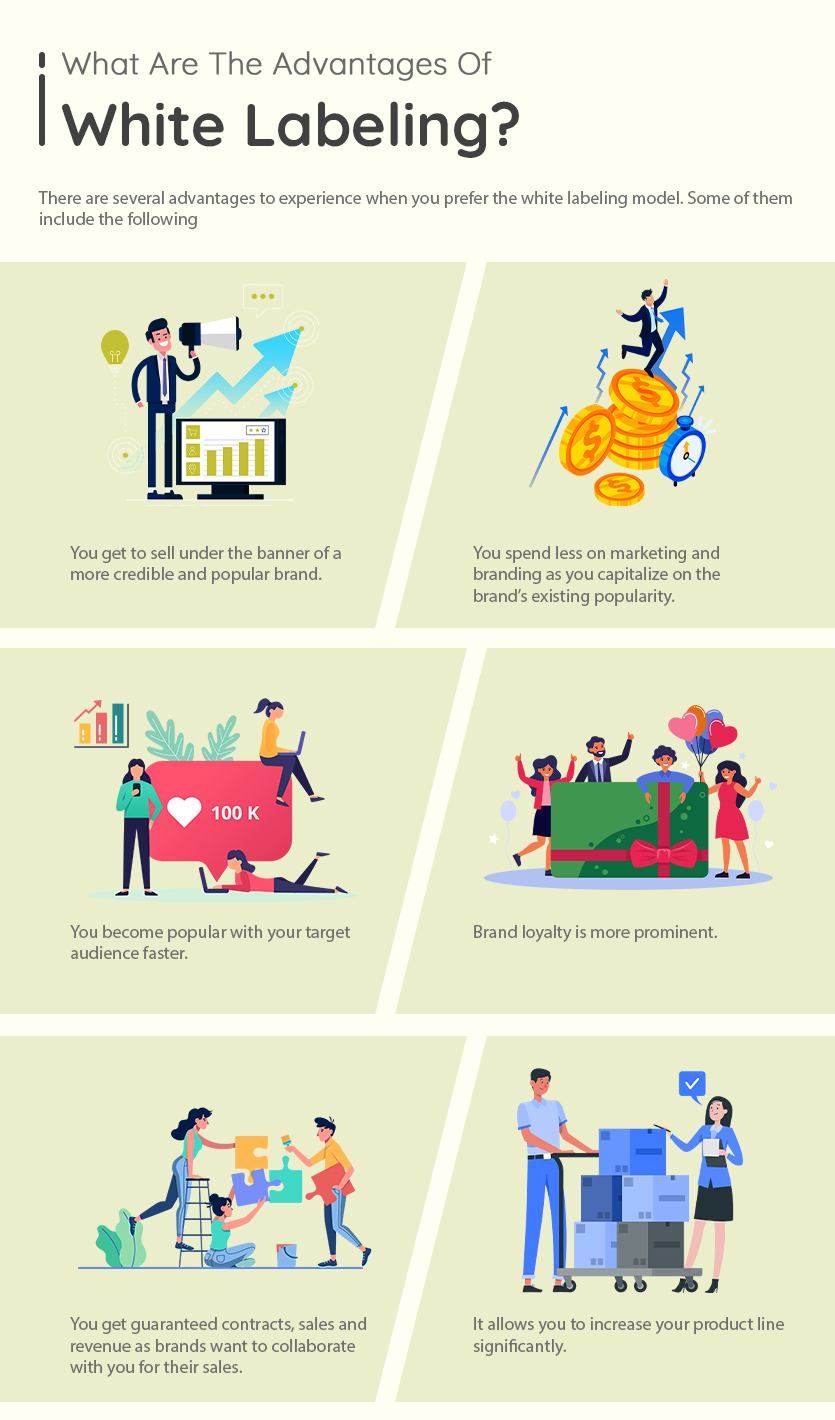 What Are The Advantages Of
White Labeling?
There are several advantages to experience when you prefer the white labeling model. Some of them
include the following
You get to sell under the banner of a
more credible and popular brand.
You spend less on marketing and
branding as you capitalize on the
brand's existing popularity.
100 K
You become popular with your target
audience faster.
Brand loyalty is more prominent.
You get guaranteed contracts, sales and
revenue as brands want to collaborate
with you for their sales.
It allows you to increase your product line
significantly.